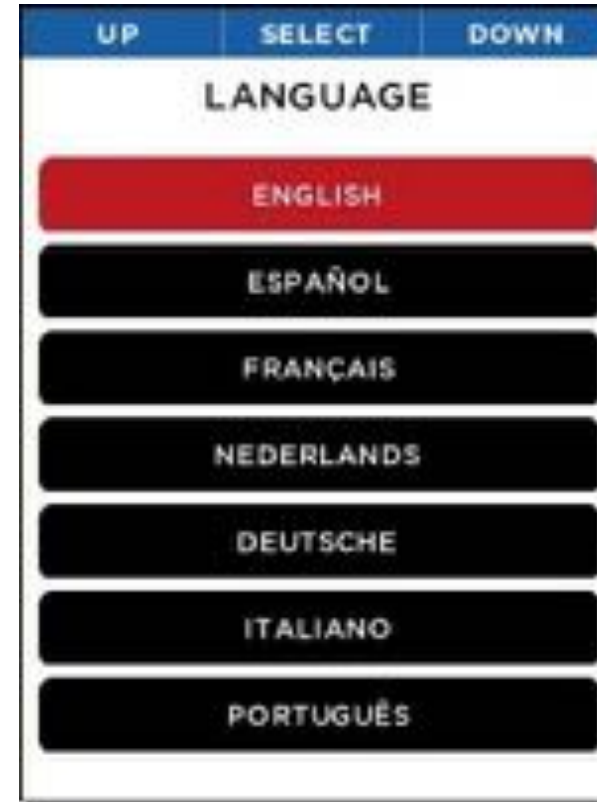 UP SELECT DOWN
LANGUAGE
ENGLISH
ESPAÑOL
FRANÇAIS
NEDERLANDS
DEUTSCHE
ITALIANO
PORTUGUÊS